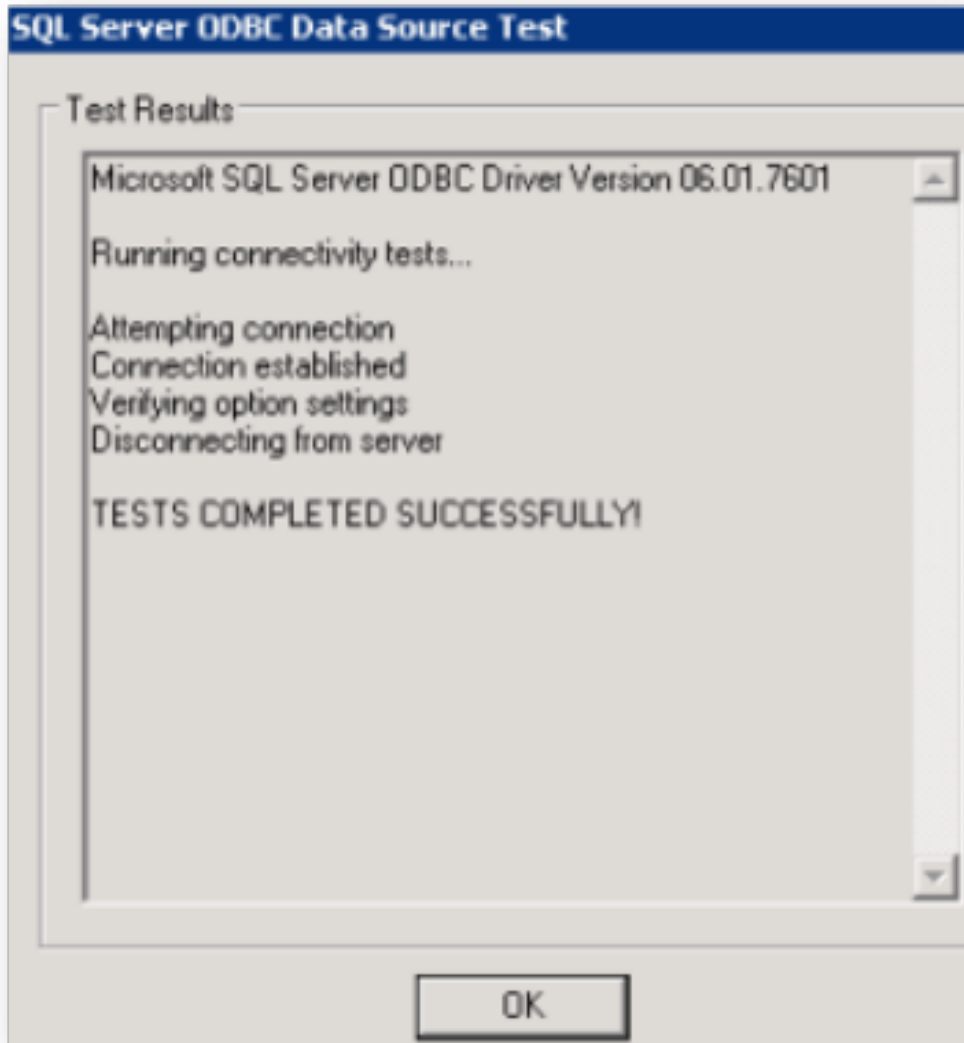 SQL Server ODBC Data Source Test
Test Results
Microsoft SQL Server ODBC Driver Version 06.01.7601
Running connectivity tests...
Attempting connection
Connection established
Verifying option settings
Disconnecting from server
TESTS COMPLETED SUCCESSFULLY!
OK